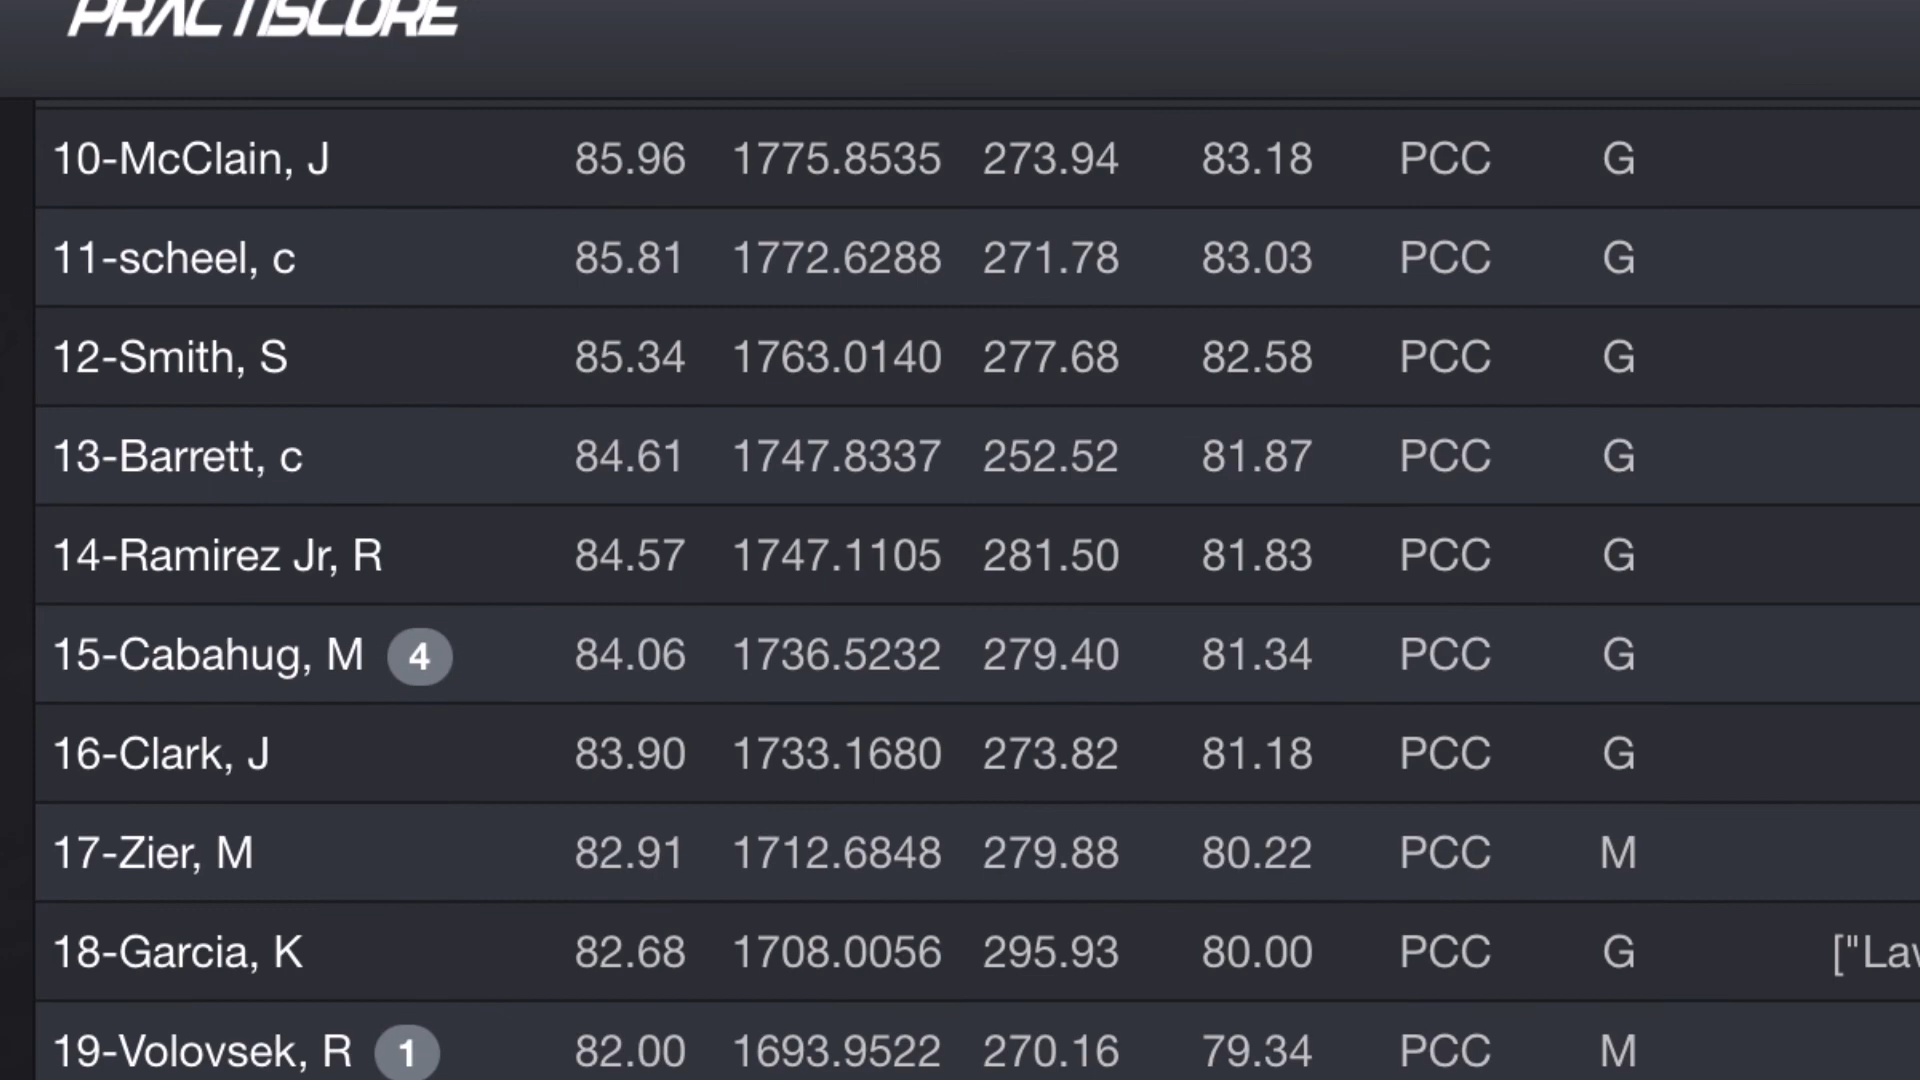 PRACTISCORE
10-McClain, J 85.96 1775.8535 273.94 83.18 PCC G
11-scheel, c 85.81 1772.6288 271.78 83.03 PCC G
12-Smith, S 85.34 1763.0140 277.68 82.58 PCC G
13-Barrett, c 84.61 1747.8337 252.52 81.87 PCC G
14-Ramirez Jr, R 84.57 1747.1105 281.50 81.83 PCC G
15-Cabahug, M 4 84.06 1736.5232 279.40 81.34 PCC G
16-Clark, J 83.90 1733.1680 273.82 81.18 PCC G
17-Zier, M 82.91 1712.6848 279.88 80.22 PCC M
18-Garcia, K 82.68 1708.0056 295.93 80.00 PCC G ["Lav
19-Volovsek, R 1 82.00 1693.9522 270.16 79.34 PCC M